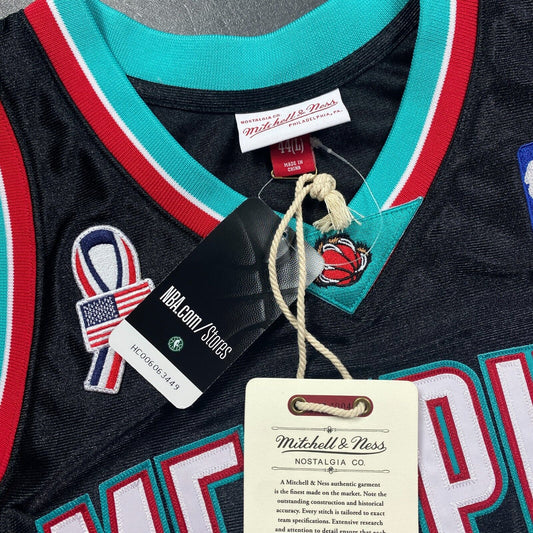 NOSTALGIA CO.
Mitchell & Ness
PHILADELPHIA, PA.
44(L)
MADE IN
CHINA
NBA.com/Stores
HC006063449
Mitchell & Ness
NOSTALGIA CO.
A Mitchell & Ness authentic garment
is the finest made on the market. Note the
outstanding construction and historical
accuracy. Every stitch is tailored to exact
team specifications. Extensive research
and attention to detail ensure that each